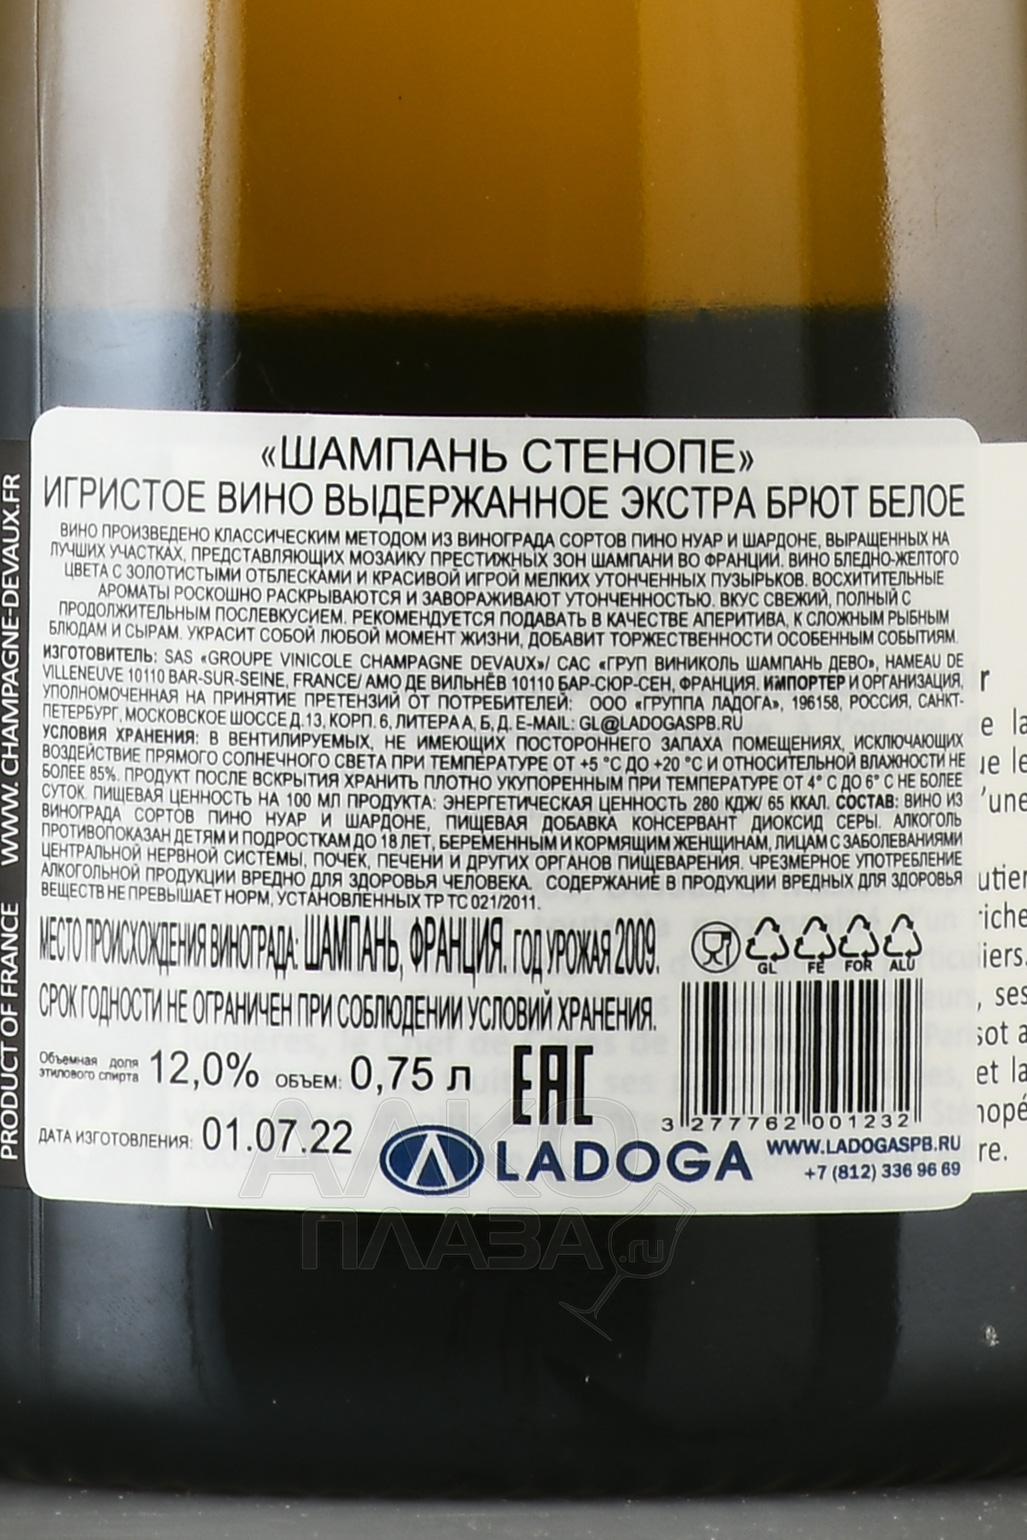 «ШАМПАНЬ СТЕНОПЕ»
ИГРИСТОЕ ВИНО ВЫДЕРЖАННОЕ ЭКСТРА БРЮТ БЕЛОЕ
ВИНО ПРОИЗВЕДЕНО КЛАССИЧЕСКИМ МЕТОДОМ ИЗ ВИНОГРАДА СОРТОВ ПИНО НУАР И ШАРДОНЕ, ВЫРАЩЕННЫХ НА
ЛУЧШИХ УЧАСТКАХ, ПРЕДСТАВЛЯЮЩИХ МОЗАИКУ ПРЕСТИЖНЫХ ЗОН ШАМПАНИ ВО ФРАНЦИИ. ВИНО БЛЕДНО-ЖЕЛТОГО
ЦВЕТА С ЗОЛОТИСТЫМИ ОТБЛЕСКАМИ И КРАСИВОЙ ИГРОЙ МЕЛКИХ УТОНЧЕННЫХ ПУЗЫРЬКОВ. ВОСХИТИТЕЛЬНЫЕ
АРОМАТЫ РОСКОШНО РАСКРЫВАЮТСЯ И ЗАВОРАЖИВАЮТ УТОНЧЕННОСТЬЮ. ВКУС СВЕЖИЙ, ПОЛНЫЙ С
ПРОДОЛЖИТЕЛЬНЫМ ПОСЛЕВКУСИЕМ. РЕКОМЕНДУЕТСЯ ПОДАВАТЬ В КАЧЕСТВЕ АПЕРИТИВА, К СЛОЖНЫМ РЫБНЫМ
БЛЮДАМ И СЫРАМ. УКРАСИТ СОБОЙ ЛЮБОЙ МОМЕНТ ЖИЗНИ, ДОБАВИТ ТОРЖЕСТВЕННОСТИ ОСОБЕННЫМ СОБЫТИЯМ.
ИЗГОТОВИТЕЛЬ: SAS «GROUPE VINICOLE CHAMPAGNE DEVAUX»/ САС «ГРУП ВИНИКОЛЬ ШАМПАНЬ ДЕВО», HAMEAU DE
VILLENEUVE 10110 BAR-SUR-SEINE, FRANCE/ АМО ДЕ ВИЛЬНЁВ 10110 БАР-СЮР-СЕН, ФРАНЦИЯ. ИМПОРТЕР И ОРГАНИЗАЦИЯ,
УПОЛНОМОЧЕННАЯ НА ПРИНЯТИЕ ПРЕТЕНЗИЙ ОТ ПОТРЕБИТЕЛЕЙ: ООО «ГРУППА ЛАДОГА», 196158, РОССИЯ, САНКТ-
ПЕТЕРБУРГ, МОСКОВСКОЕ ШОССЕ Д.13, КОРП. 6, ЛИТЕРА А, Б, Д. E-MAIL: GL@LADOGASPB.RU
УСЛОВИЯ ХРАНЕНИЯ: В ВЕНТИЛИРУЕМЫХ, НЕ ИМЕЮЩИХ ПОСТОРОННЕГО ЗАПАХА ПОМЕЩЕНИЯХ, ИСКЛЮЧАЮЩИХ
ВОЗДЕЙСТВИЕ ПРЯМОГО СОЛНЕЧНОГО СВЕТА ПРИ ТЕМПЕРАТУРЕ ОТ +5 °С ДО +20 °С И ОТНОСИТЕЛЬНОЙ ВЛАЖНОСТИ НЕ
БОЛЕЕ 85%. ПРОДУКТ ПОСЛЕ ВСКРЫТИЯ ХРАНИТЬ ПЛОТНО УКУПОРЕННЫМ ПРИ ТЕМПЕРАТУРЕ ОТ 4° С ДО 6° С НЕ БОЛЕЕ
СУТОК. ПИЩЕВАЯ ЦЕННОСТЬ НА 100 МЛ ПРОДУКТА: ЭНЕРГЕТИЧЕСКАЯ ЦЕННОСТЬ 280 КДЖ/ 65 ККАЛ. СОСТАВ: ВИНО ИЗ
ВИНОГРАДА СОРТОВ ПИНО НУАР И ШАРДОНЕ, ПИЩЕВАЯ ДОБАВКА КОНСЕРВАНТ ДИОКСИД СЕРЫ. АЛКОГОЛЬ
ПРОТИВОПОКАЗАН ДЕТЯМ И ПОДРОСТКАМ ДО 18 ЛЕТ, БЕРЕМЕННЫМ И КОРМЯЩИМ ЖЕНЩИНАМ, ЛИЦАМ С ЗАБОЛЕВАНИЯМИ
ЦЕНТРАЛЬНОЙ НЕРВНОЙ СИСТЕМЫ, ПОЧЕК, ПЕЧЕНИ И ДРУГИХ ОРГАНОВ ПИЩЕВАРЕНИЯ. ЧРЕЗМЕРНОЕ УПОТРЕБЛЕНИЕ
АЛКОГОЛЬНОЙ ПРОДУКЦИИ ВРЕДНО ДЛЯ ЗДОРОВЬЯ ЧЕЛОВЕКА. СОДЕРЖАНИЕ В ПРОДУКЦИИ ВРЕДНЫХ ДЛЯ ЗДОРОВЬЯ
ВЕЩЕСТВ НЕ ПРЕВЫШАЕТ НОРМ, УСТАНОВЛЕННЫХ ТР ТС 021/2011.
МЕСТО ПРОИСХОЖДЕНИЯ ВИНОГРАДА: ШАМПАНЬ, ФРАНЦИЯ. ГОД УРОЖАЯ 2009.
GL FE FOR ALU
СРОК ГОДНОСТИ НЕ ОГРАНИЧЕН ПРИ СОБЛЮДЕНИИ УСЛОВИЙ ХРАНЕНИЯ.
Объемная доля
этилового спирта 12,0% ОБЪЕМ: 0,75 л
EAC
3 277762 001232
ДАТА ИЗГОТОВЛЕНИЯ: 01.07.22
LADOGA
WWW.LADOGASPB.RU
+7 (812) 336 96 69
PRODUCT OF FRANCE WWW. CHAMPAGNE-DEVAUX.FR
АЛКО
ПЛАЗА
.ru